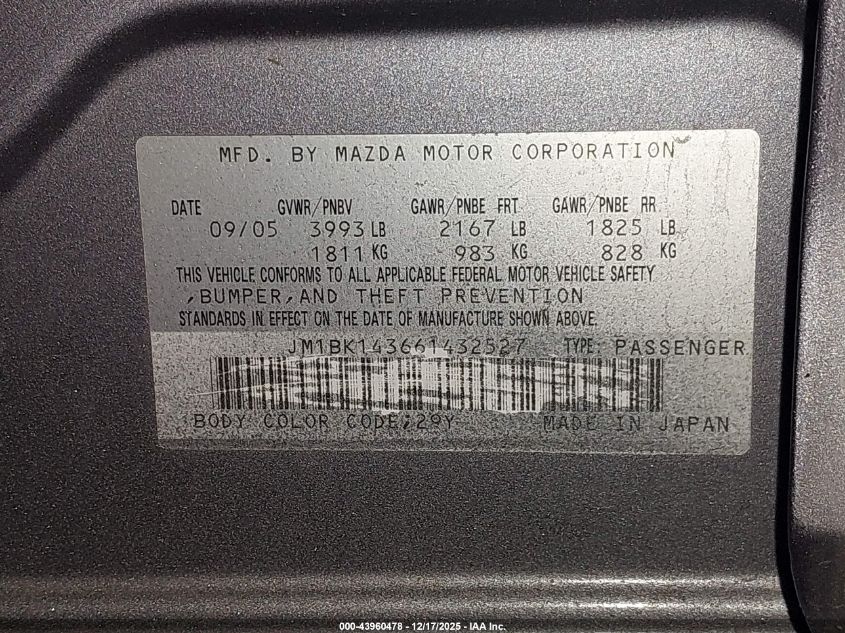 MFD. BY MAZDA MOTOR CORPORATION
DATE GVWR/PNBV GAWR/PNBE FRT GAWR/PNBE RR
09/05 3993 LB 2167 LB 1825 LB
1811 KG 983 KG 828 KG
THIS VEHICLE CONFORMS TO ALL APPLICABLE FEDERAL MOTOR VEHICLE SAFETY
,BUMPER,AND THEFT PREVENTION
STANDARDS IN EFFECT ON THE DATE OF MANUFACTURE SHOWN ABOVE.
JM1BK143661432527 TYPE: PASSENGER
BODY COLOR CODE;29Y MADE IN JAPAN
000-43960478 - 12/17/2025 - IAA Inc.